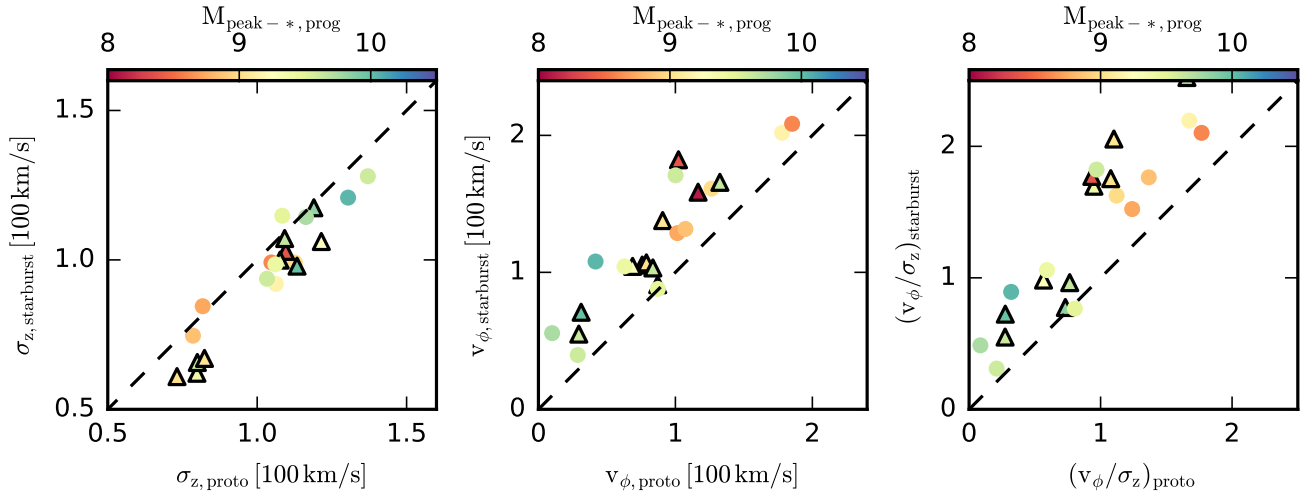 M_peak−*,prog M_peak−*,prog M_peak−*,prog
8 9 10 8 9 10 8 9 10
σ_z,starburst [100 km/s]
1.5
1.0
0.5
0.5 1.0 1.5
σ_z,proto [100 km/s]
v_ϕ,starburst [100 km/s]
2
1
0
0 1 2
v_ϕ,proto [100 km/s]
(v_ϕ/σ_z)_starburst
2
1
0
0 1 2
(v_ϕ/σ_z)_proto